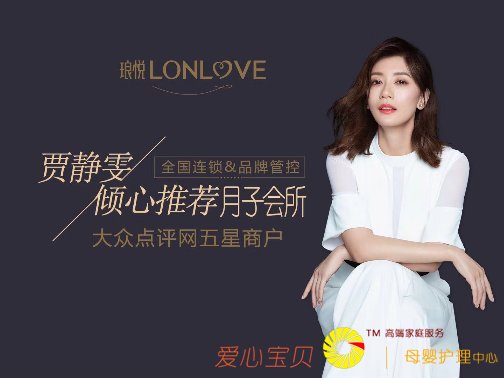 琅悦LONLOVE
贾静雯
全国连锁&品牌管控
倾心推荐月子会所
大众点评网五星商户
TM 高端家庭服务
爱心宝贝
母婴护理中心